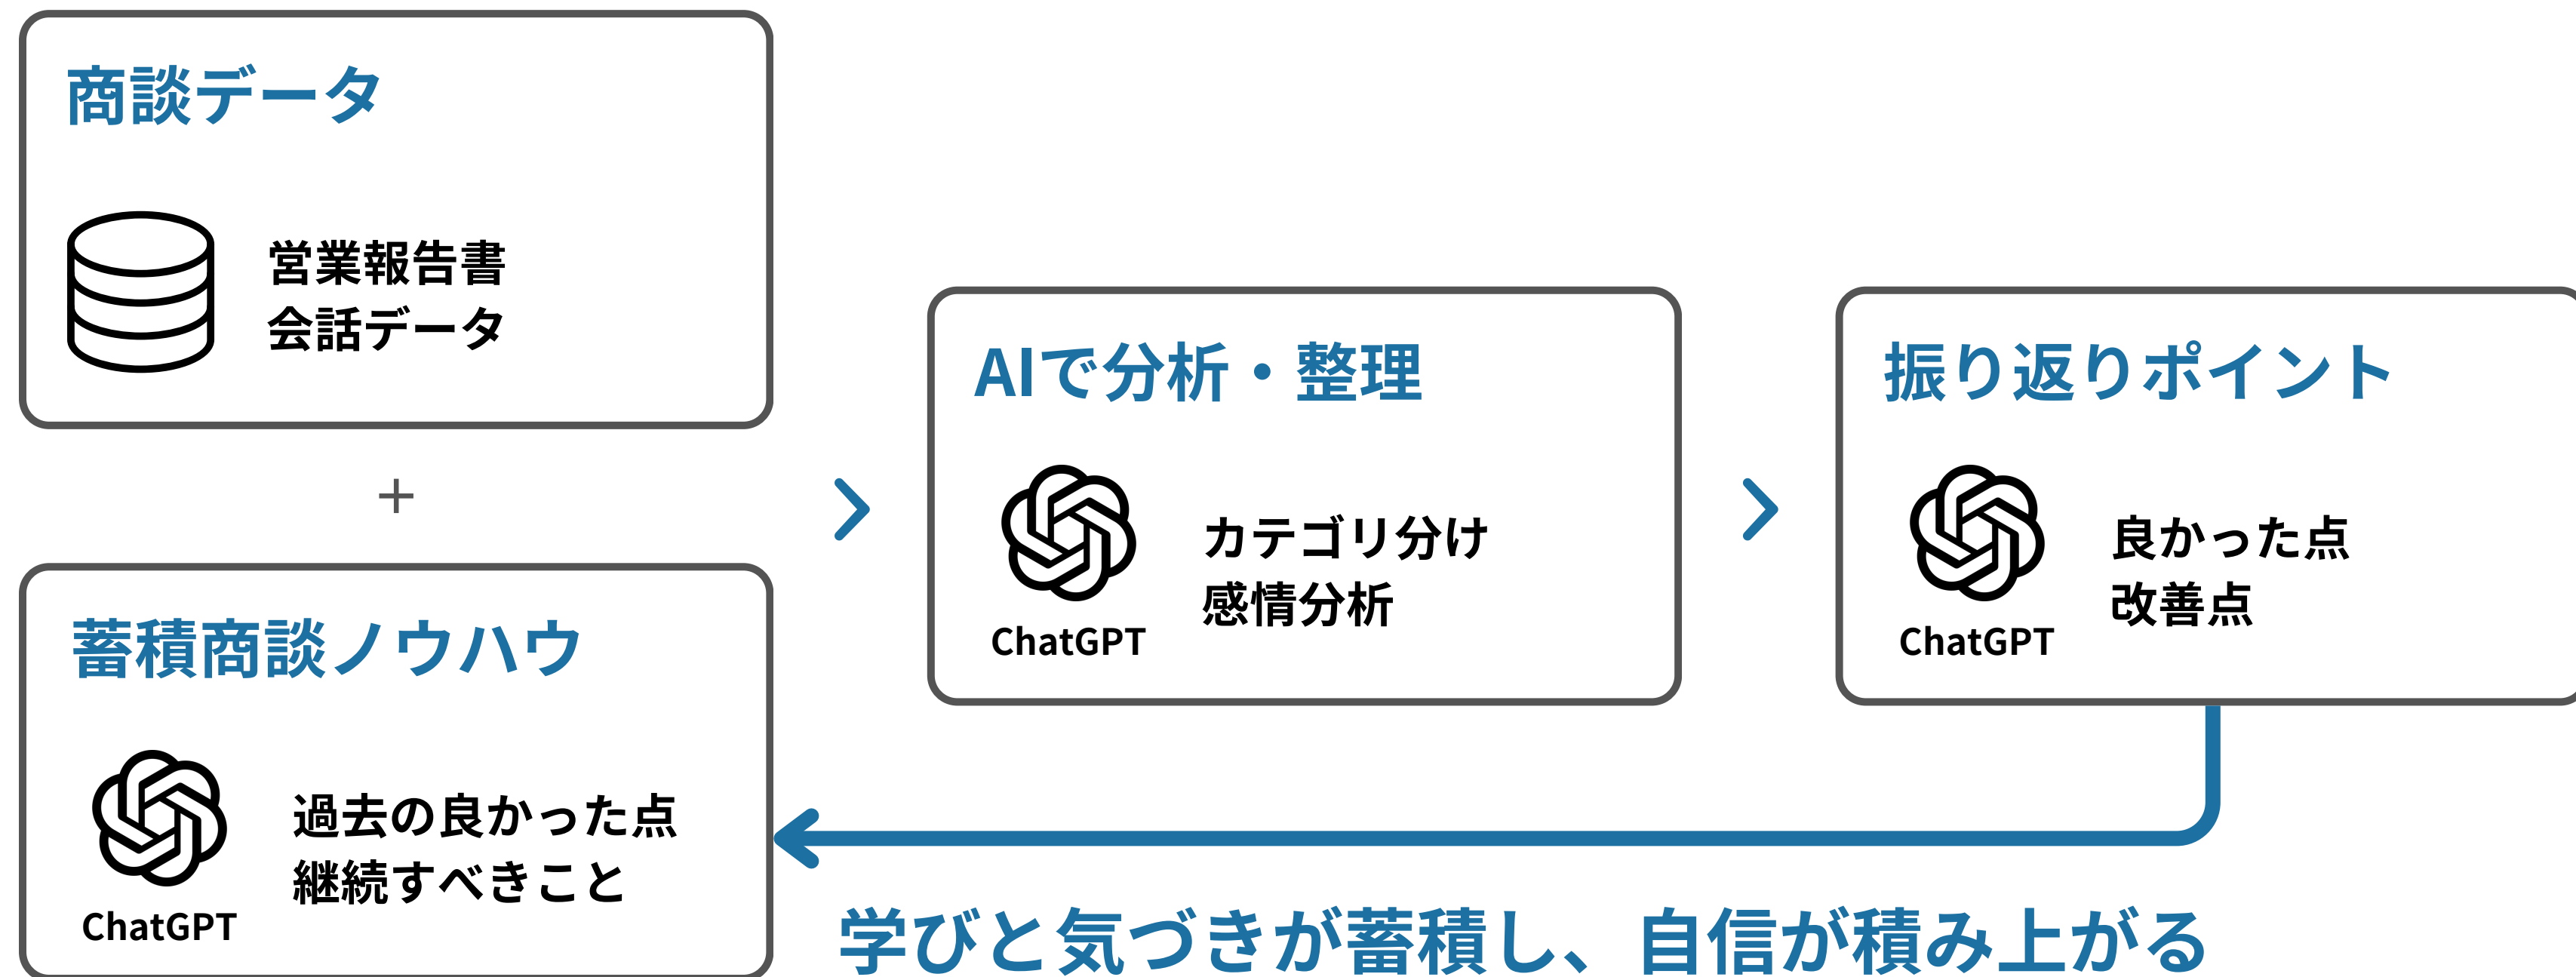 商談データ
営業報告書
会話データ
+
蓄積商談ノウハウ
過去の良かった点
継続すべきこと
ChatGPT
AIで分析・整理
カテゴリ分け
感情分析
ChatGPT
振り返りポイント
良かった点
改善点
ChatGPT
学びと気づきが蓄積し、自信が積み上がる